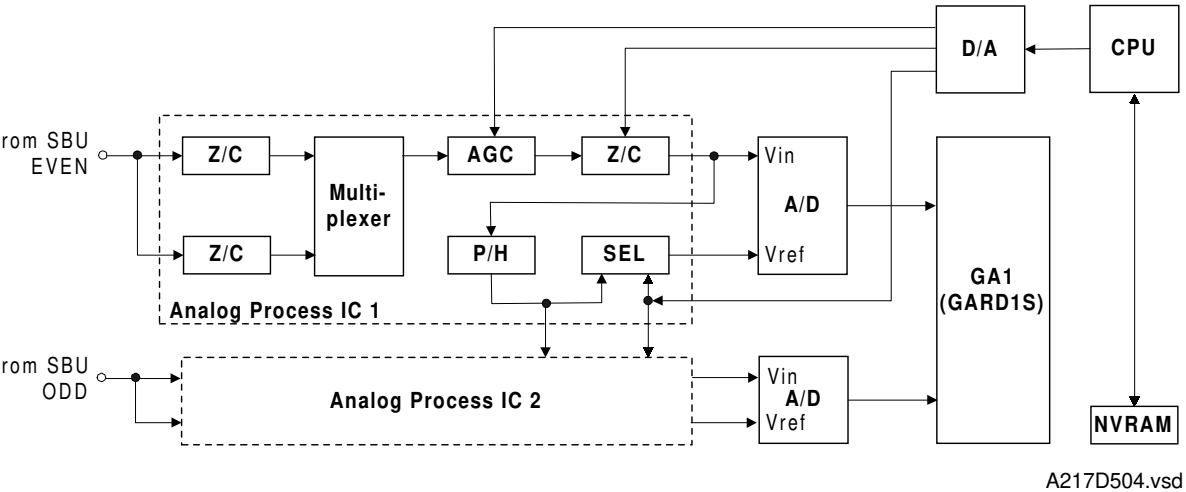 D/A
CPU
rom SBU
EVEN
Z/C
Multi-
plexer
AGC
Z/C
Vin
A/D
Vref
Z/C
P/H
SEL
Analog Process IC 1
GA1
(GARD1S)
rom SBU
ODD
Analog Process IC 2
Vin
A/D
Vref
NVRAM
A217D504.vsd